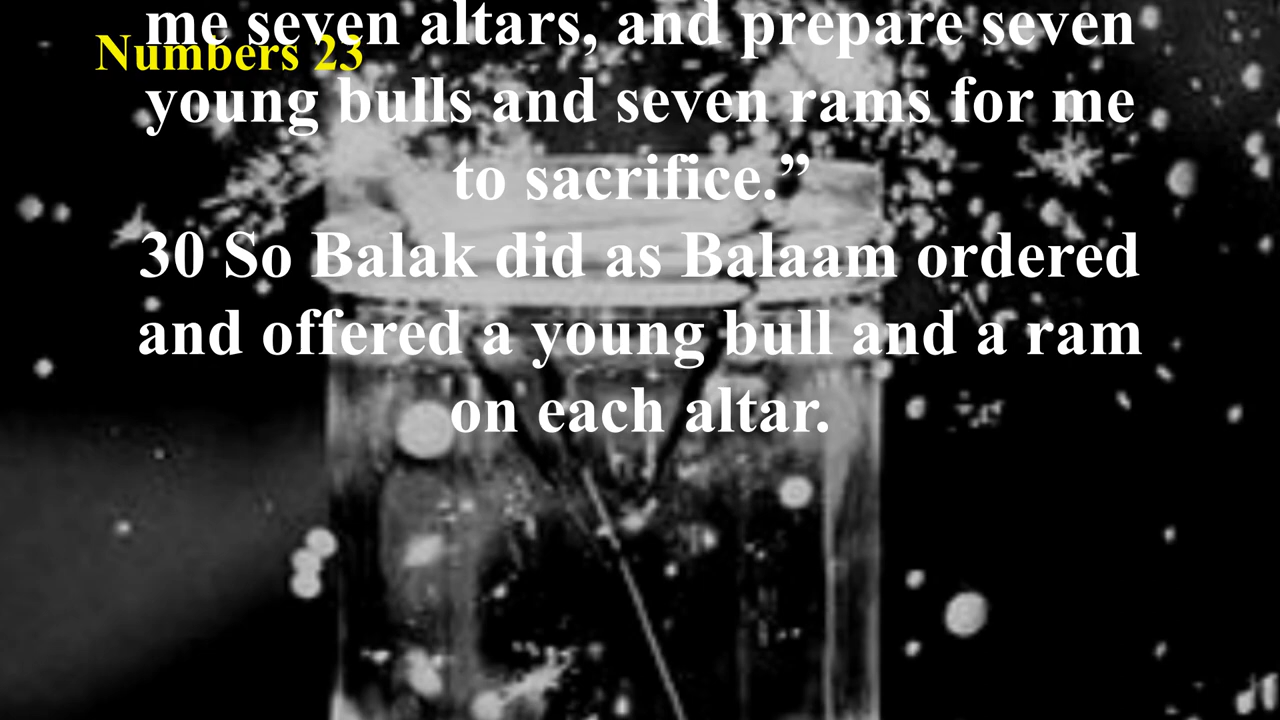 me seven altars, and prepare seven
Numbers 23
young bulls and seven rams for me
to sacrifice.”
30 So Balak did as Balaam ordered
and offered a young bull and a ram
on each altar.